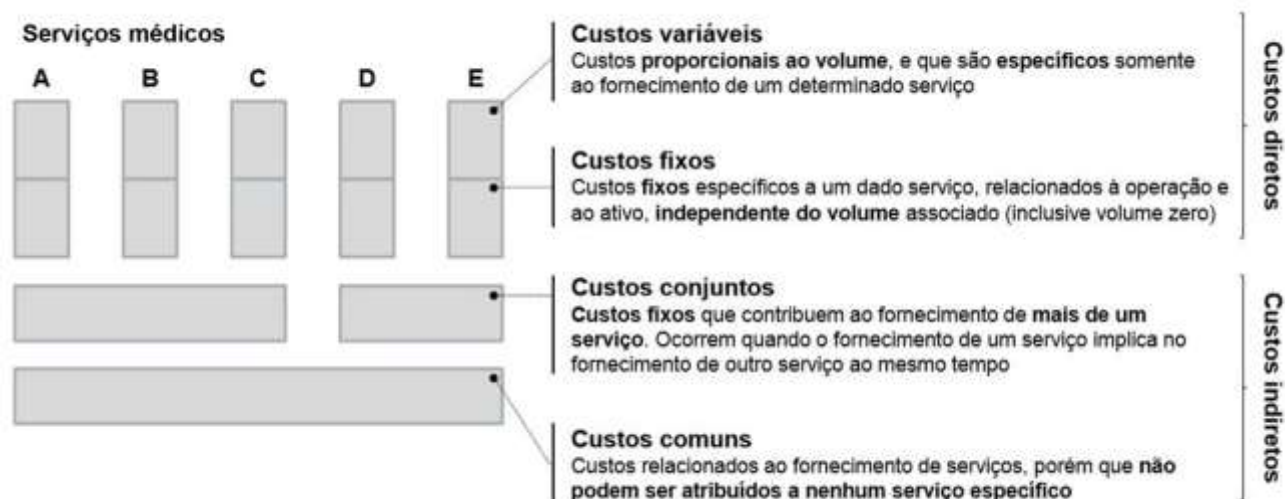 Serviços médicos
A B C D E
Custos variáveis
Custos proporcionais ao volume, e que são específicos somente
ao fornecimento de um determinado serviço
Custos fixos
Custos fixos específicos a um dado serviço, relacionados à operação e
ao ativo, independente do volume associado (inclusive volume zero)
Custos diretos
Custos conjuntos
Custos fixos que contribuem ao fornecimento de mais de um
serviço. Ocorrem quando o fornecimento de um serviço implica no
fornecimento de outro serviço ao mesmo tempo
Custos comuns
Custos relacionados ao fornecimento de serviços, porém que não
podem ser atribuídos a nenhum serviço específico
Custos indiretos